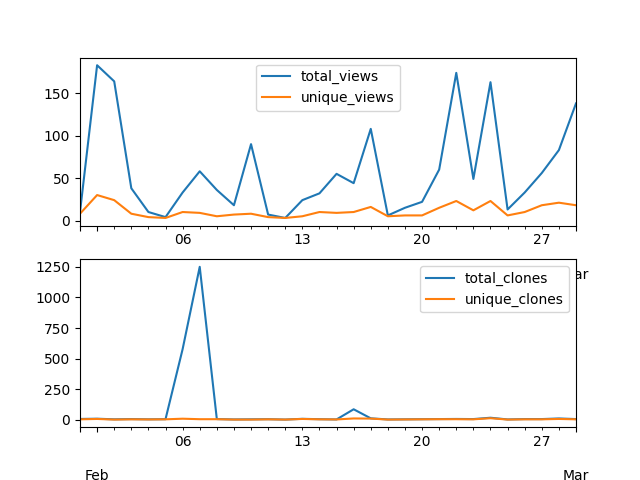 total_views
unique_views
150
100
50
0
06 13 20 27
ar
total_clones
unique_clones
1250
1000
750
500
250
0
06 13 20 27
Feb Mar